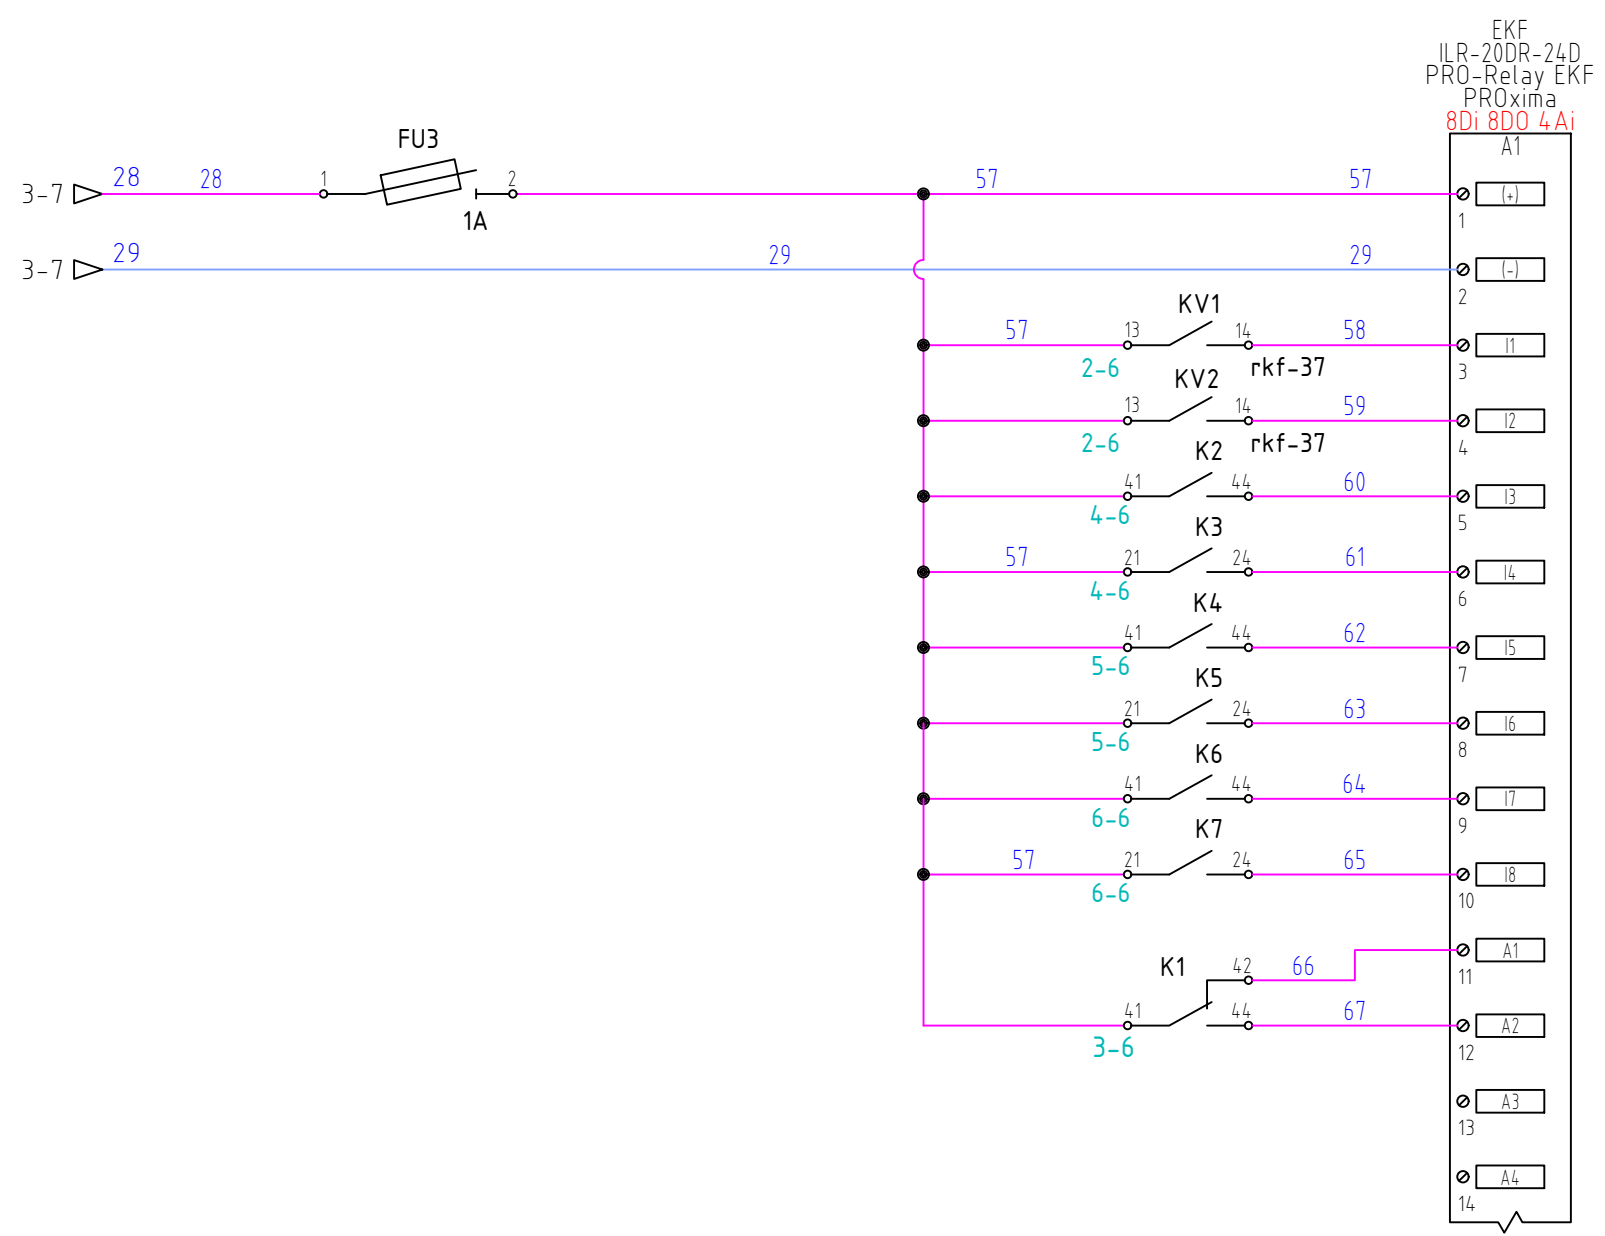 EKF
ILR-20DR-24D
PRO-Relay EKF
PROxima
8Di 8DO 4Ai
A1
FU3
3-7 28 28 1 2 57 57 (+)
1A
1
3-7 29 29 29 (-)
2
KV1
57 13 14 58 I1
2-6 rkf-37 3
KV2
13 14 59 I2
2-6 rkf-37 4
K2
41 44 60 I3
4-6 5
K3
57 21 24 61 I4
4-6 6
K4
41 44 62 I5
5-6 7
K5
21 24 63 I6
5-6 8
K6
41 44 64 I7
6-6 9
K7
57 21 24 65 I8
6-6 10
A1
K1 42 66
11
41 44 67 A2
3-6 12
A3
13
A4
14